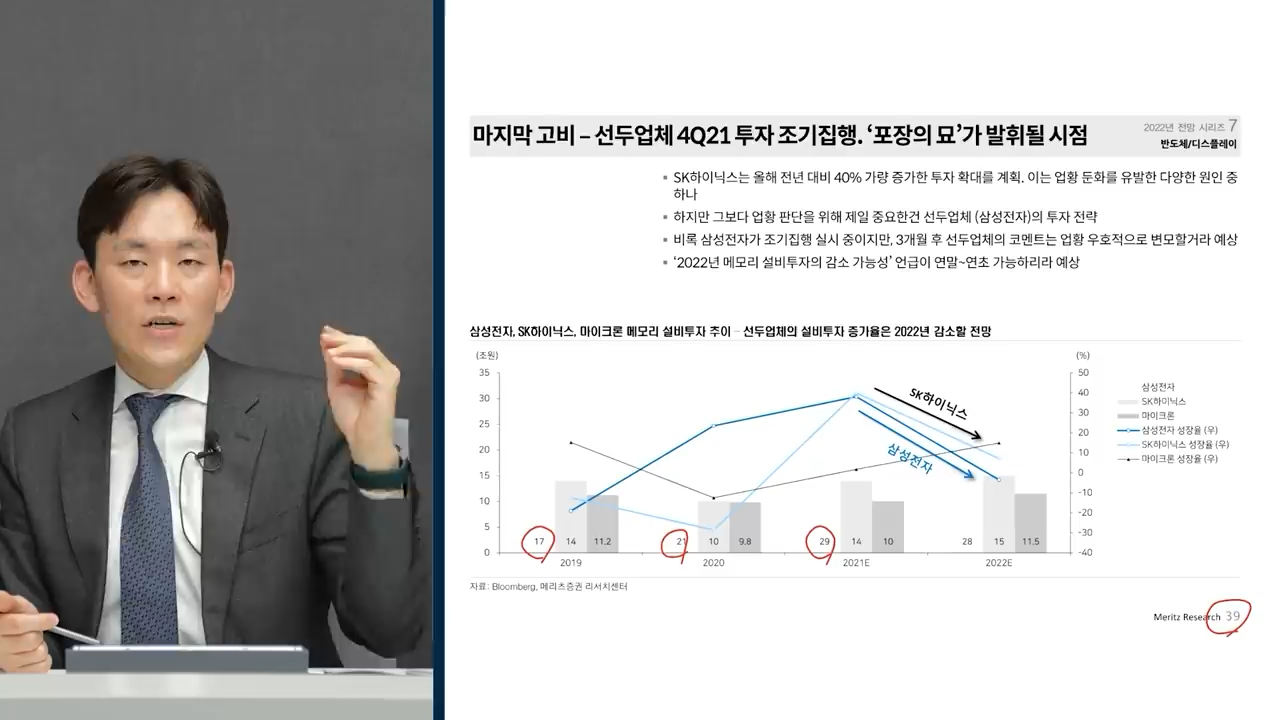 마지막 고비 – 선두업체 4Q21 투자 조기집행. ‘포장의 묘’가 발휘될 시점
2022년 전망 시리즈 7
반도체/디스플레이
▪ SK하이닉스는 올해 전년 대비 40% 가량 증가한 투자 확대를 계획. 이는 업황 둔화를 유발한 다양한 원인 중
하나
▪ 하지만 그보다 업황 판단을 위해 제일 중요한건 선두업체 (삼성전자)의 투자 전략
▪ 비록 삼성전자가 조기집행 실시 중이지만, 3개월 후 선두업체의 코멘트는 업황 우호적으로 변모할거라 예상
▪ ‘2022년 메모리 설비투자의 감소 가능성’ 언급이 연말~연초 가능하리라 예상
삼성전자, SK하이닉스, 마이크론 메모리 설비투자 추이 – 선두업체의 설비투자 증가율은 2022년 감소할 전망
(조원)
(%)
35
30
25
20
15
10
5
0
50
40
30
20
10
0
-10
-20
-30
-40
SK하이닉스
삼성전자
17 14 11.2
21 10 9.8
29 14 10
28 15 11.5
2019 2020 2021E 2022E
삼성전자
SK하이닉스
마이크론
삼성전자 성장율 (우)
SK하이닉스 성장율 (우)
마이크론 성장율 (우)
자료: Bloomberg, 메리츠증권 리서치센터
Meritz Research 39